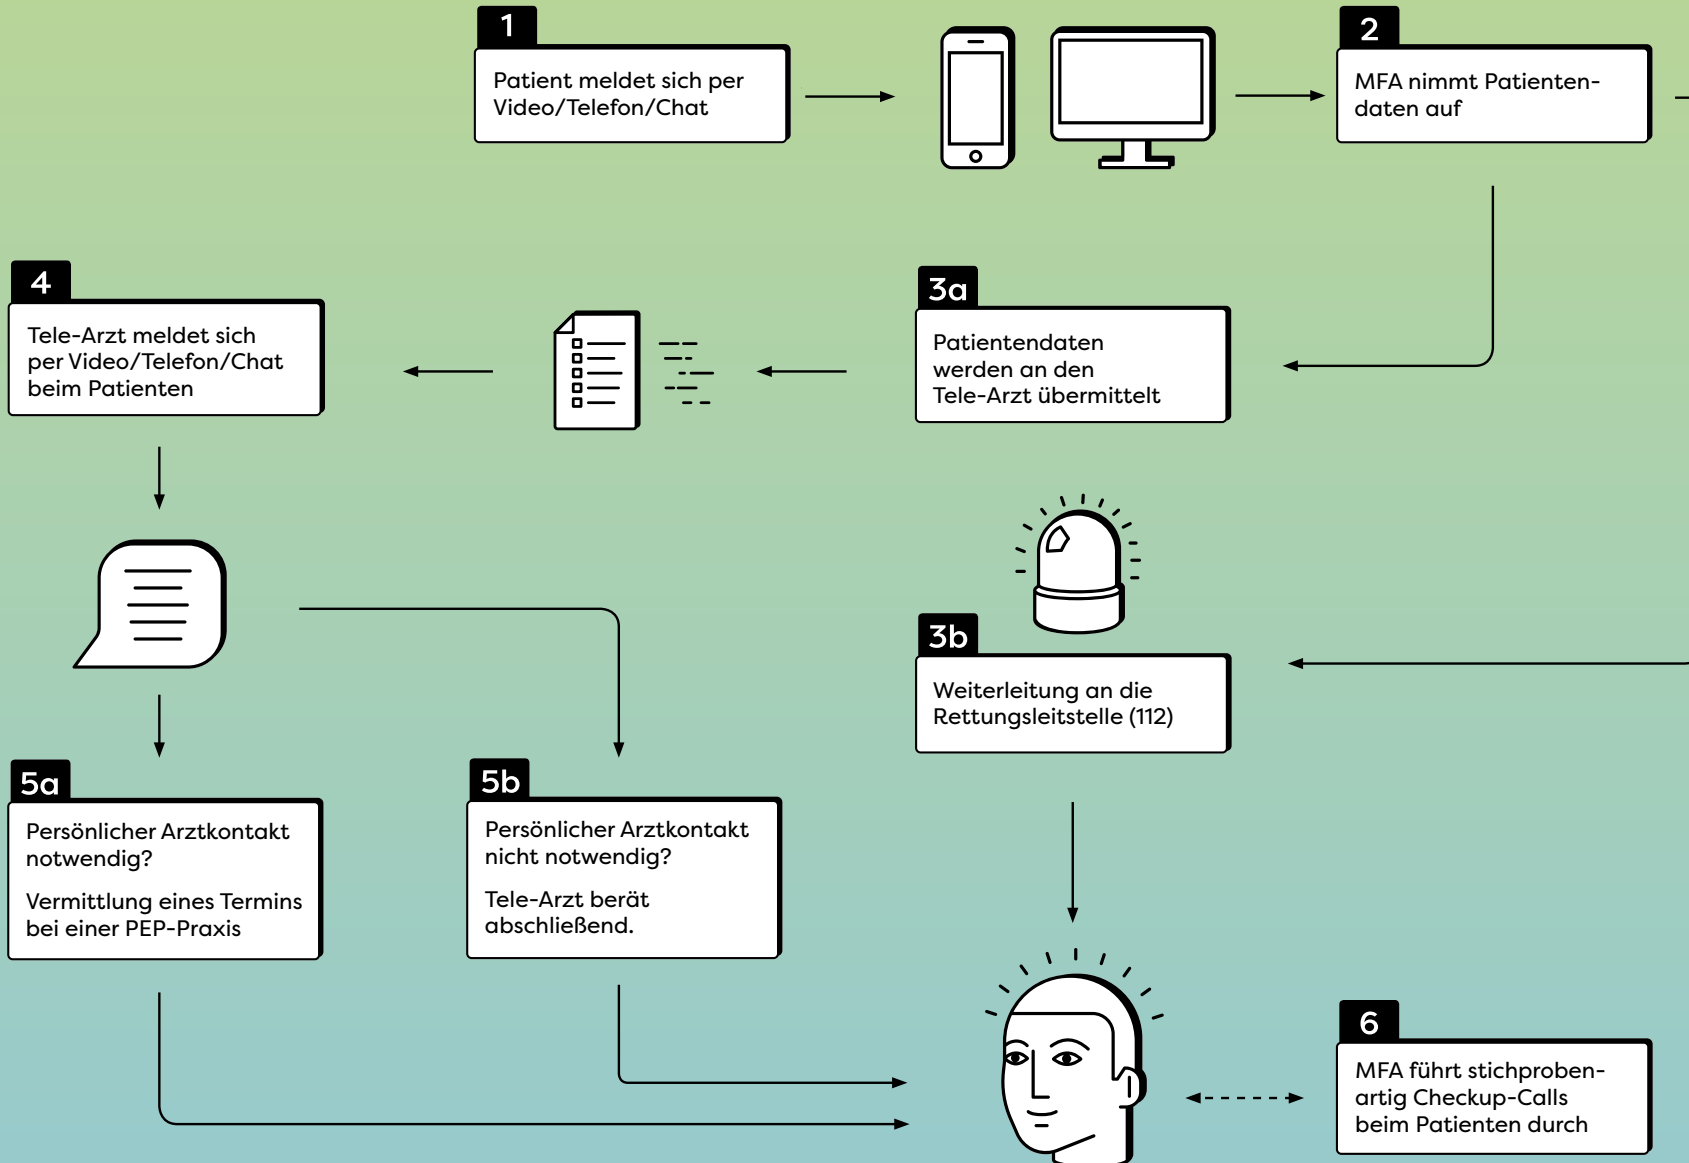 1
Patient meldet sich per
Video/Telefon/Chat
2
MFA nimmt Patienten-
daten auf
3a
Patientendaten
werden an den
Tele-Arzt übermittelt
4
Tele-Arzt meldet sich
per Video/Telefon/Chat
beim Patienten
3b
Weiterleitung an die
Rettungsleitstelle (112)
5a
Persönlicher Arztkontakt
notwendig?
Vermittlung eines Termins
bei einer PEP-Praxis
5b
Persönlicher Arztkontakt
nicht notwendig?
Tele-Arzt berät
abschließend.
6
MFA führt stichproben-
artig Checkup-Calls
beim Patienten durch